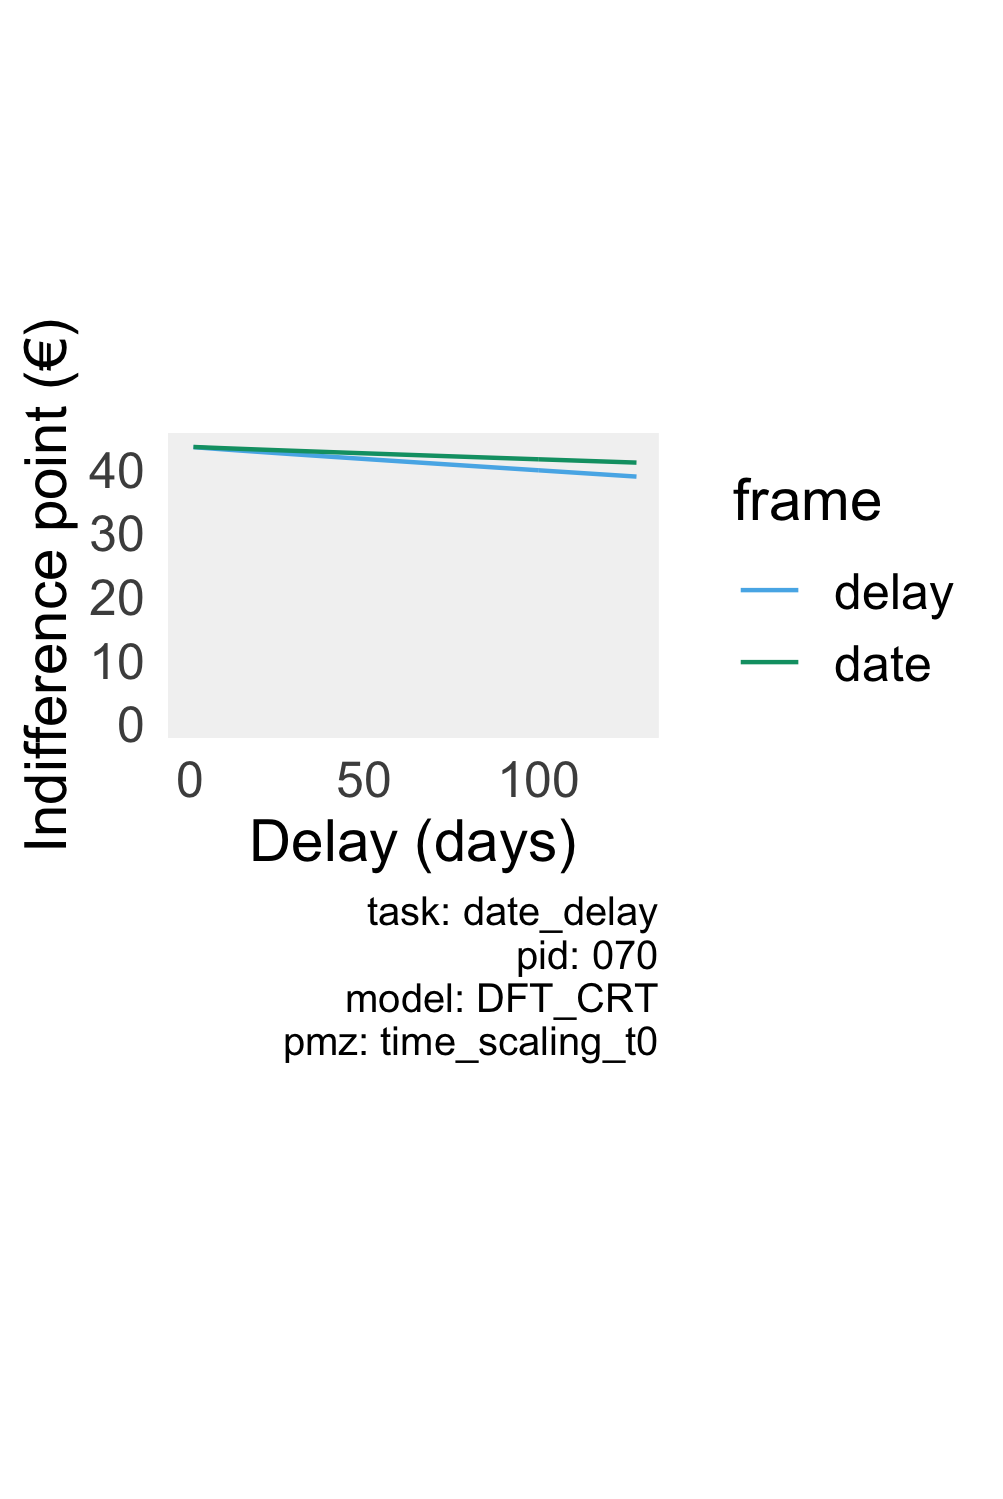 Indifference point (€)
40
30
20
10
0
0 50 100
Delay (days)
frame
delay
date
task: date_delay
pid: 070
model: DFT_CRT
pmz: time_scaling_t0